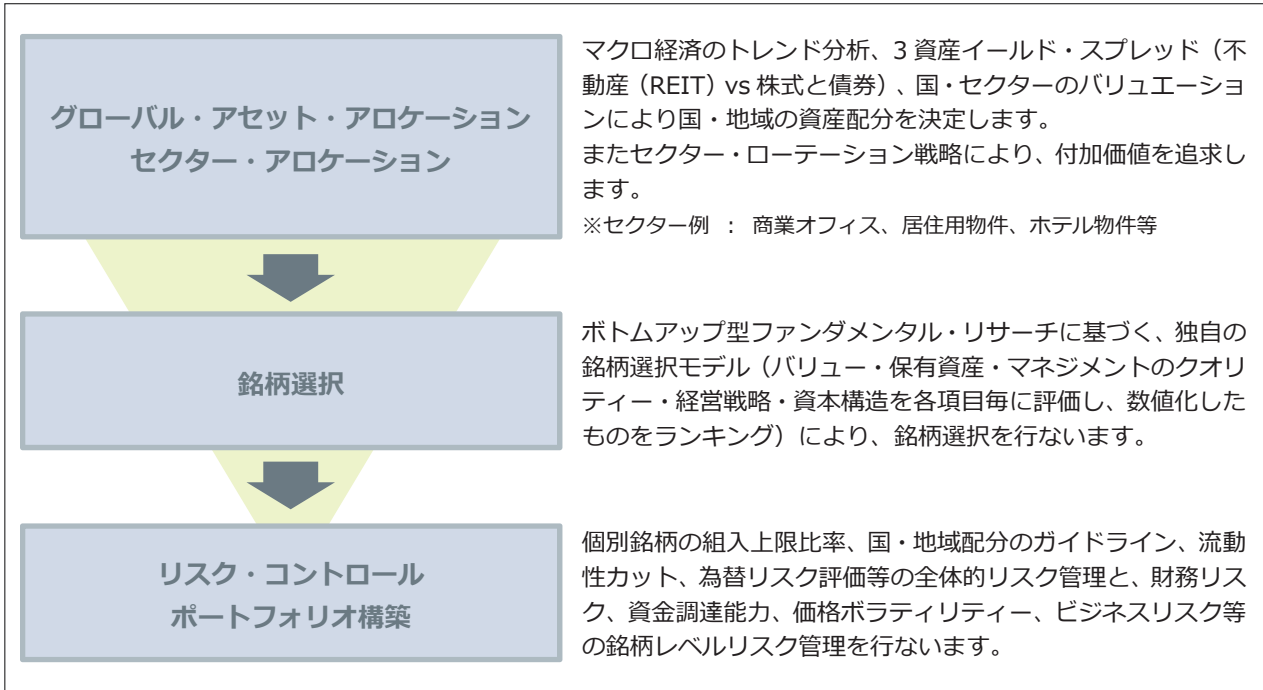 グローバル・アセット・アロケーション
セクター・アロケーション
マクロ経済のトレンド分析、3 資産イールド・スプレッド（不
動産（REIT）vs 株式と債券）、国・セクターのバリュエーショ
ンにより国・地域の資産配分を決定します。
またセクター・ローテーション戦略により、付加価値を追求し
ます。
※セクター例 ： 商業オフィス、居住用物件、ホテル物件等
銘柄選択
ボトムアップ型ファンダメンタル・リサーチに基づく、独自の
銘柄選択モデル（バリュー・保有資産・マネジメントのクオリ
ティー・経営戦略・資本構造を各項目毎に評価し、数値化した
ものをランキング）により、銘柄選択を行ないます。
リスク・コントロール
ポートフォリオ構築
個別銘柄の組入上限比率、国・地域配分のガイドライン、流動
性カット、為替リスク評価等の全体的リスク管理と、財務リス
ク、資金調達能力、価格ボラティリティー、ビジネスリスク等
の銘柄レベルリスク管理を行ないます。